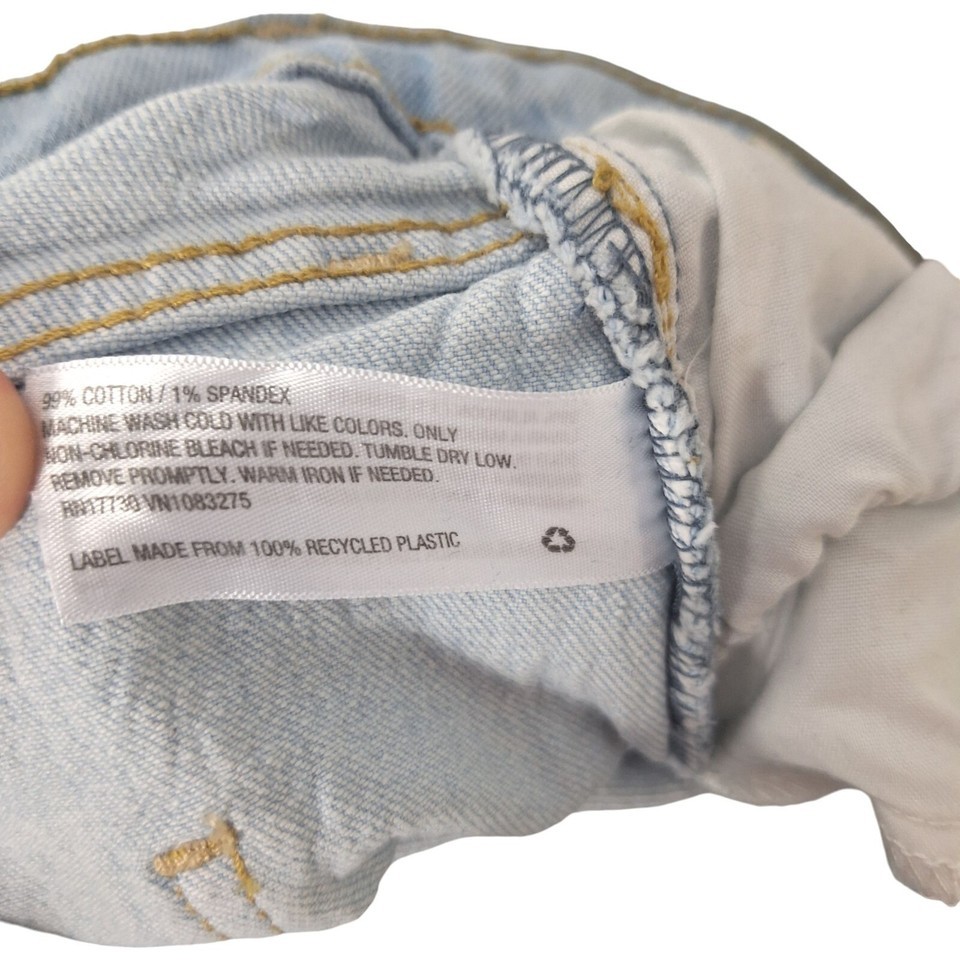 99% COTTON / 1% SPANDEX
MACHINE WASH COLD WITH LIKE COLORS. ONLY
NON-CHLORINE BLEACH IF NEEDED. TUMBLE DRY LOW.
REMOVE PROMPTLY. WARM IRON IF NEEDED.
RN17730 VN1083275
LABEL MADE FROM 100% RECYCLED PLASTIC